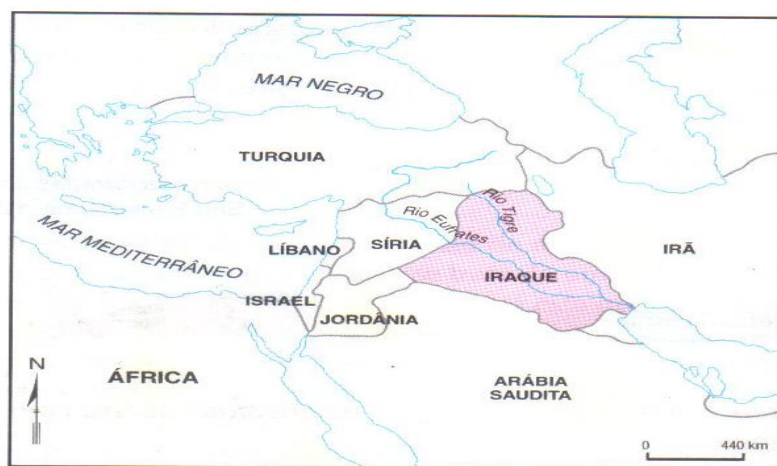 MAR NEGRO
TURQUIA
Rio Tigre
Rio Eufrates
MAR MEDITERRÂNEO
LÍBANO
SÍRIA
IRÃ
IRAQUE
ISRAEL
JORDÂNIA
N
ÁFRICA
ARÁBIA
SAUDITA
0 440 km